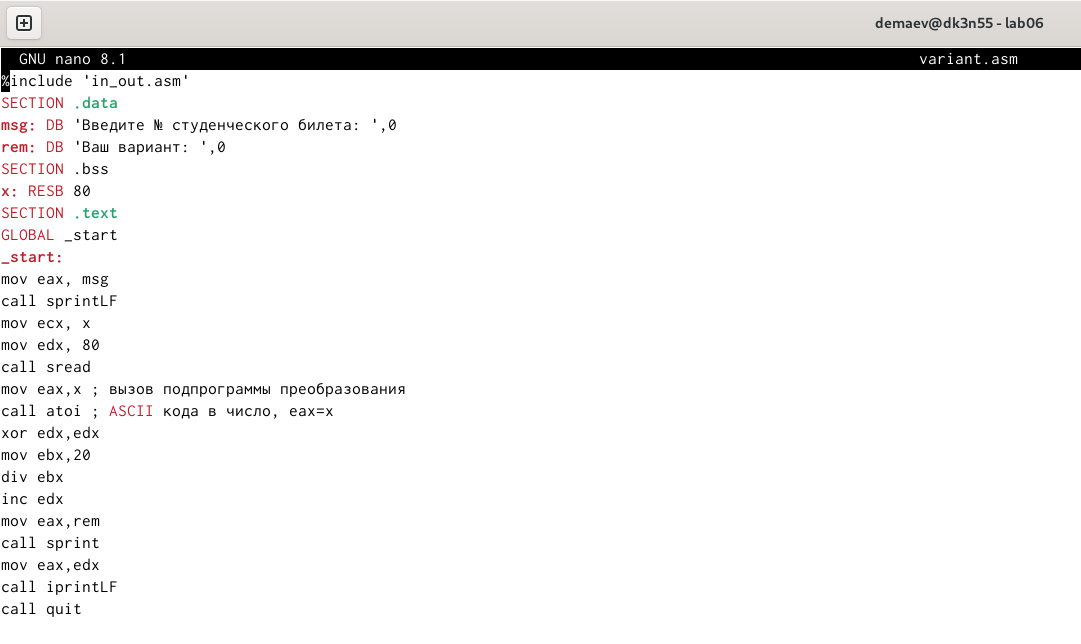 demaev@dk3n55 - lab06
GNU nano 8.1 variant.asm
%include 'in_out.asm'
SECTION .data
msg: DB 'Введите № студенческого билета: ',0
rem: DB 'Ваш вариант: ',0
SECTION .bss
x: RESB 80
SECTION .text
GLOBAL _start
_start:
mov eax, msg
call sprintLF
mov ecx, x
mov edx, 80
call sread
mov eax,x ; вызов подпрограммы преобразования
call atoi ; ASCII кода в число, eax=x
xor edx,edx
mov ebx,20
div ebx
inc edx
mov eax,rem
call sprint
mov eax,edx
call iprintLF
call quit